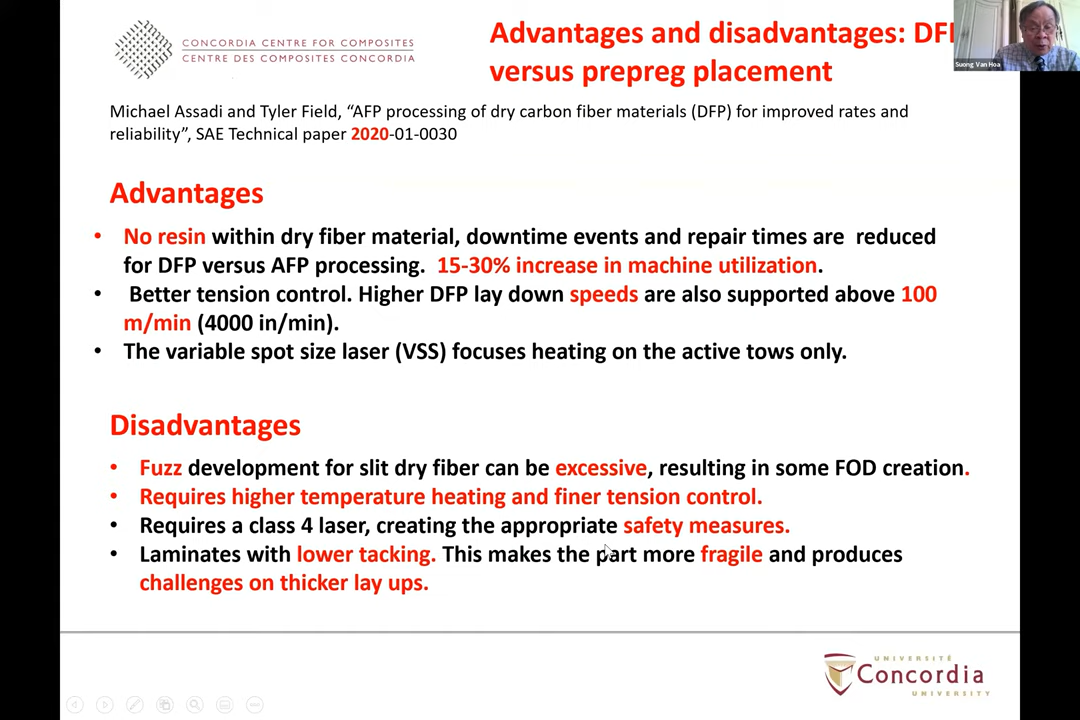 CONCORDIA CENTRE FOR COMPOSITES
CENTRE DES COMPOSITES CONCORDIA
Advantages and disadvantages: DF
versus prepreg placement
Suong Van Hoa
Michael Assadi and Tyler Field, “AFP processing of dry carbon fiber materials (DFP) for improved rates and
reliability”, SAE Technical paper 2020-01-0030
Advantages
• No resin within dry fiber material, downtime events and repair times are reduced
for DFP versus AFP processing. 15-30% increase in machine utilization.
• Better tension control. Higher DFP lay down speeds are also supported above 100
m/min (4000 in/min).
• The variable spot size laser (VSS) focuses heating on the active tows only.
Disadvantages
• Fuzz development for slit dry fiber can be excessive, resulting in some FOD creation.
• Requires higher temperature heating and finer tension control.
• Requires a class 4 laser, creating the appropriate safety measures.
• Laminates with lower tacking. This makes the part more fragile and produces
challenges on thicker lay ups.
UNIVERSITÉ
Concordia
UNIVERSITY